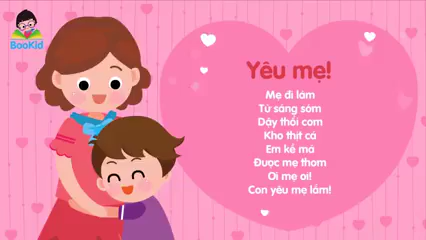 BooKid
Yêu mẹ!
Mẹ đi làm
Từ sáng sớm
Dậy thổi cơm
Kho thịt cá
Em kề má
Được mẹ thơm
Ơi mẹ ơi!
Con yêu mẹ lắm!